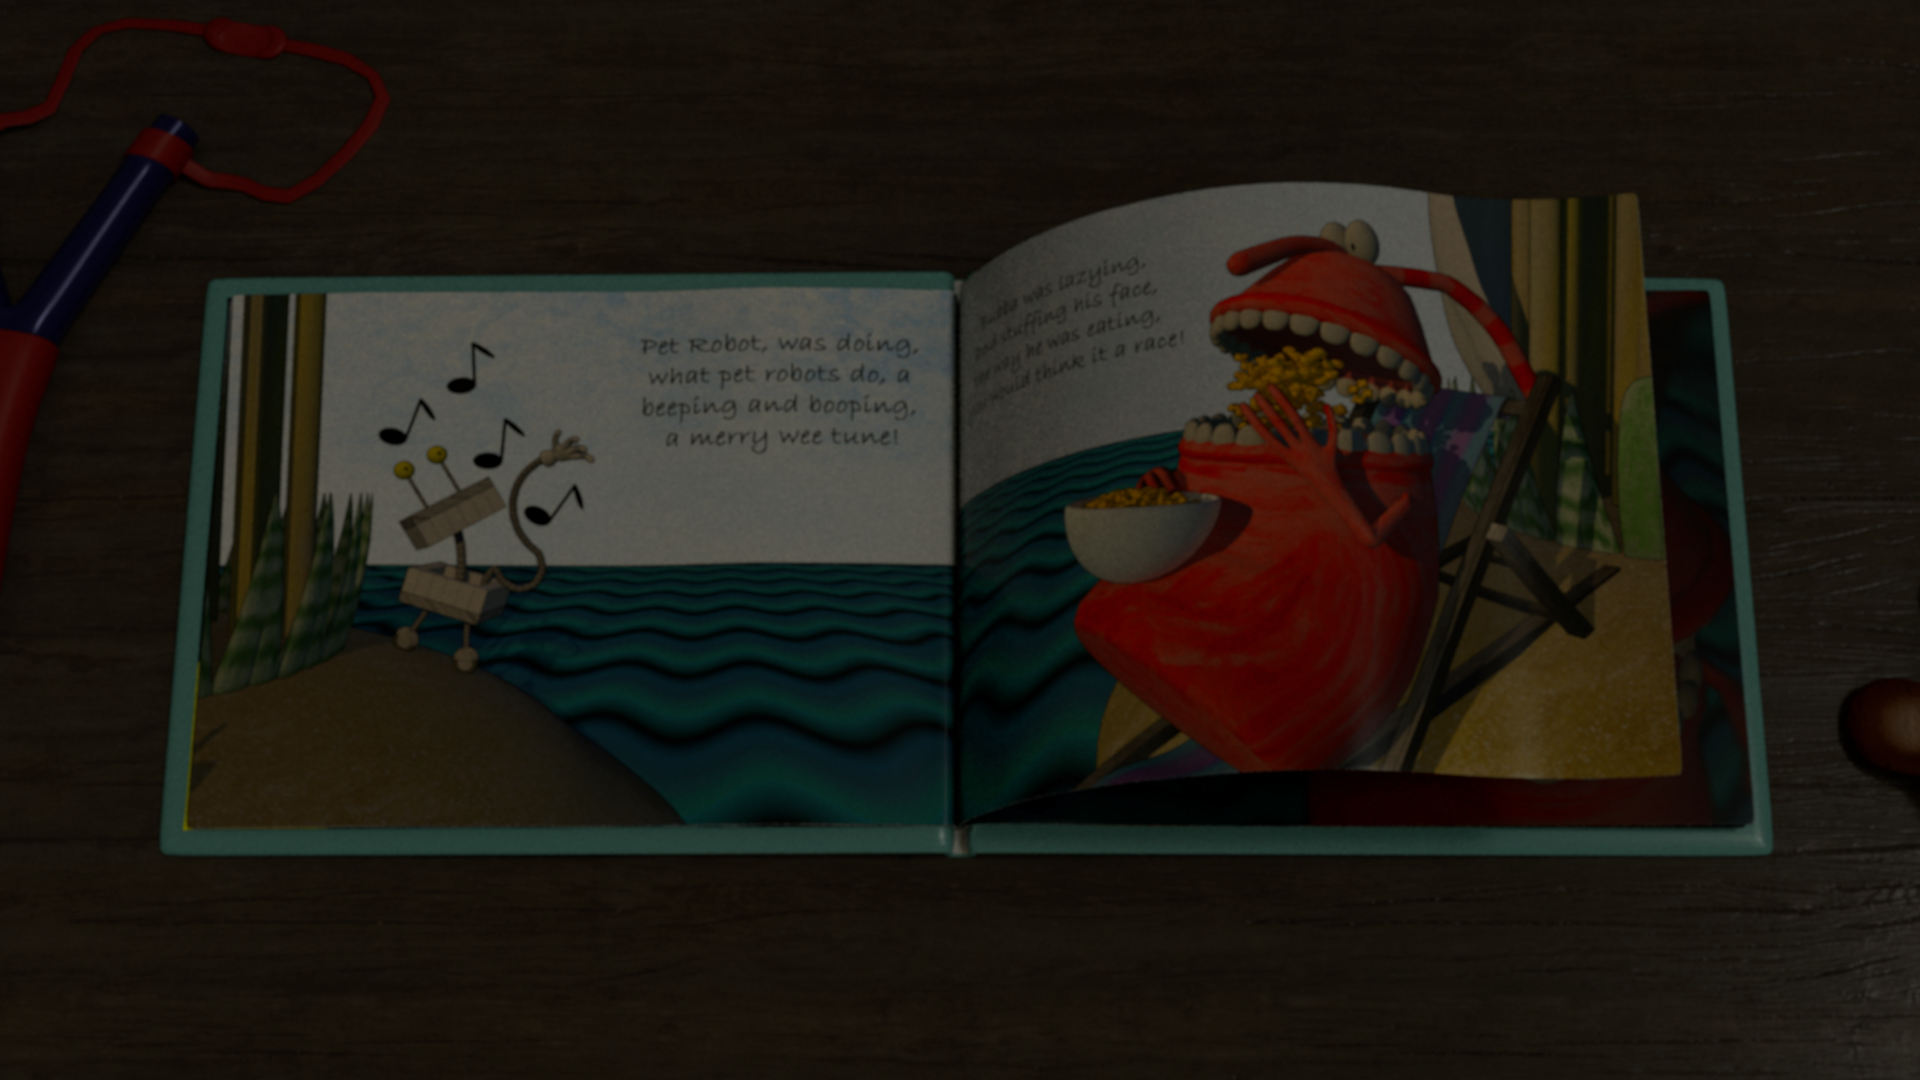 Pet Robot, was doing,
what pet robots do, a
beeping and booping,
a merry wee tune!
was lazying,
stuffing his face,
way he was eating,
would think it a race!